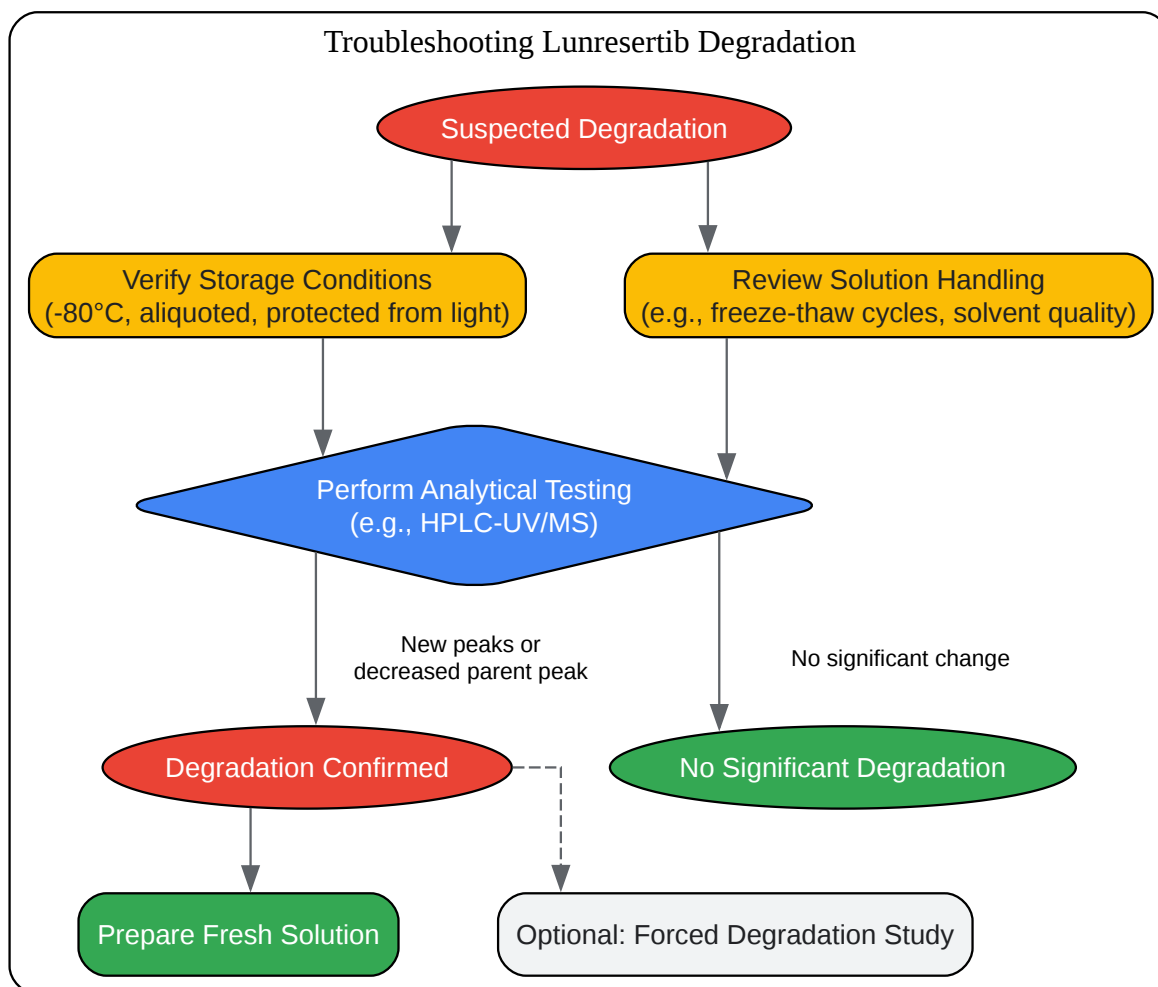 Troubleshooting Lunresertib Degradation
Suspected Degradation
Verify Storage Conditions
(-80°C, aliquoted, protected from light)
Review Solution Handling
(e.g., freeze-thaw cycles, solvent quality)
Perform Analytical Testing
(e.g., HPLC-UV/MS)
New peaks or
decreased parent peak
No significant change
Degradation Confirmed
No Significant Degradation
Prepare Fresh Solution
Optional: Forced Degradation Study